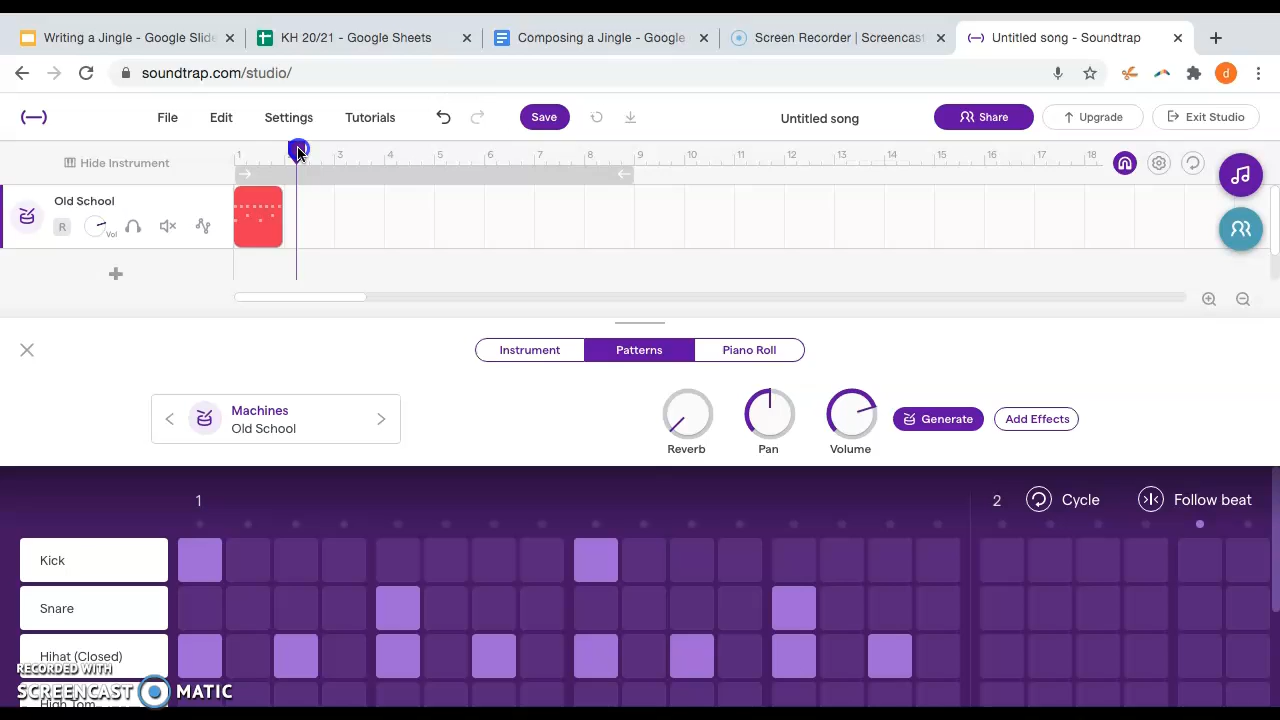 Writing a Jingle - Google Slide
KH 20/21 - Google Sheets
Composing a Jingle - Google
Screen Recorder | Screencast
Untitled song - Soundtrap
soundtrap.com/studio/
d
File Edit Settings Tutorials Save Untitled song Share Upgrade Exit Studio
Hide Instrument
1 3 4 5 6 7 8 9 10 11 12 13 14 15 16 17 18
Old School
R Vol
Instrument Patterns Piano Roll
Machines
Old School
Reverb Pan Volume Generate Add Effects
1 2 Cycle Follow beat
Kick
Snare
Hihat (Closed)
RECORDED WITH
SCREENCAST MATIC
High Tom